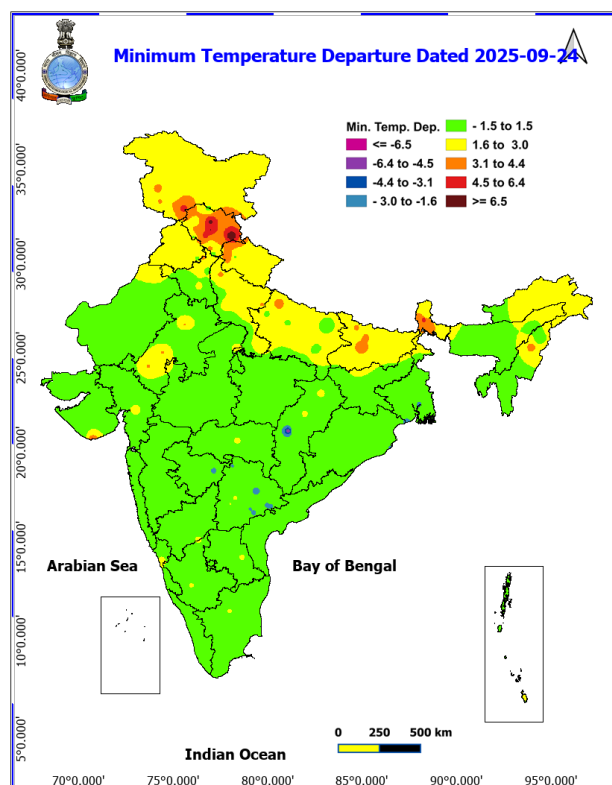 Minimum Temperature Departure Dated 2025-09-24
40°0.000'
35°0.000'
30°0.000'
25°0.000'
20°0.000'
15°0.000'
10°0.000'
5°0.000'
Min. Temp. Dep.
<= -6.5
-6.4 to -4.5
-4.4 to -3.1
- 3.0 to -1.6
- 1.5 to 1.5
1.6 to 3.0
3.1 to 4.4
4.5 to 6.4
>= 6.5
Arabian Sea
Bay of Bengal
Indian Ocean
0 250 500 km
70°0.000' 75°0.000' 80°0.000' 85°0.000' 90°0.000' 95°0.000'